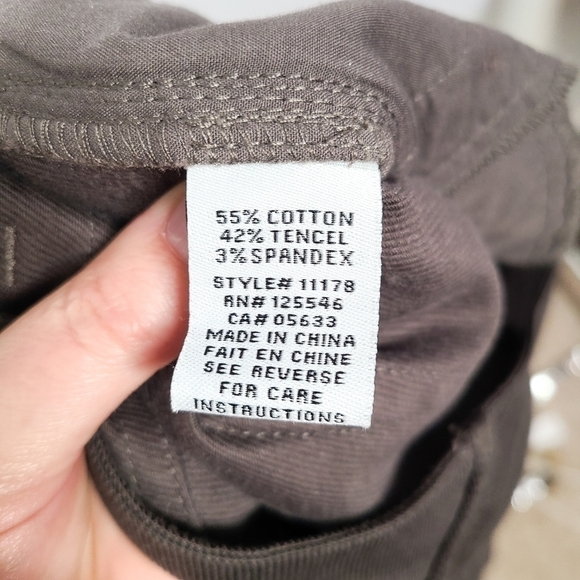 55% COTTON
42% TENCEL
3% SPANDEX
STYLE# 11178
RN# 125546
CA# 05633
MADE IN CHINA
FAIT EN CHINE
SEE REVERSE
FOR CARE
INSTRUCTIONS